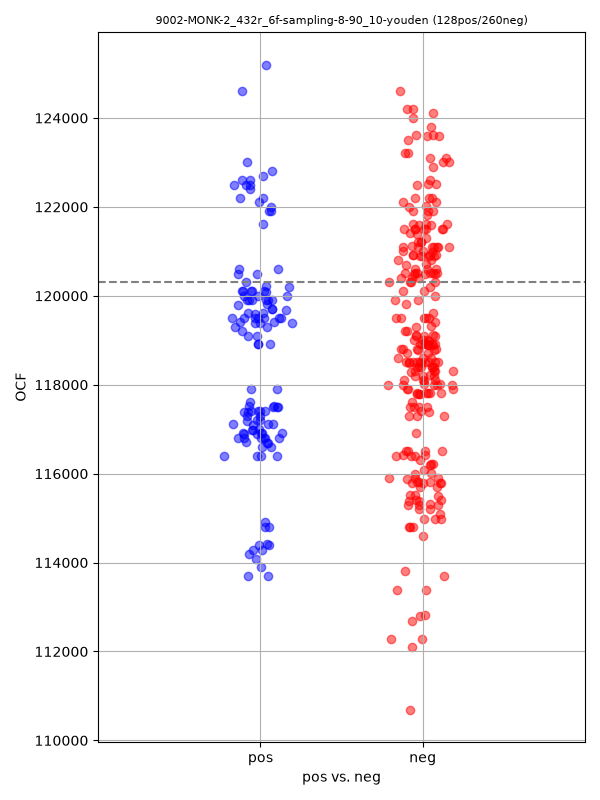 9002-MONK-2_432r_6f-sampling-8-90_10-youden (128pos/260neg)
124000
122000
120000
118000
116000
114000
112000
110000
OCF
pos
neg
pos vs. neg